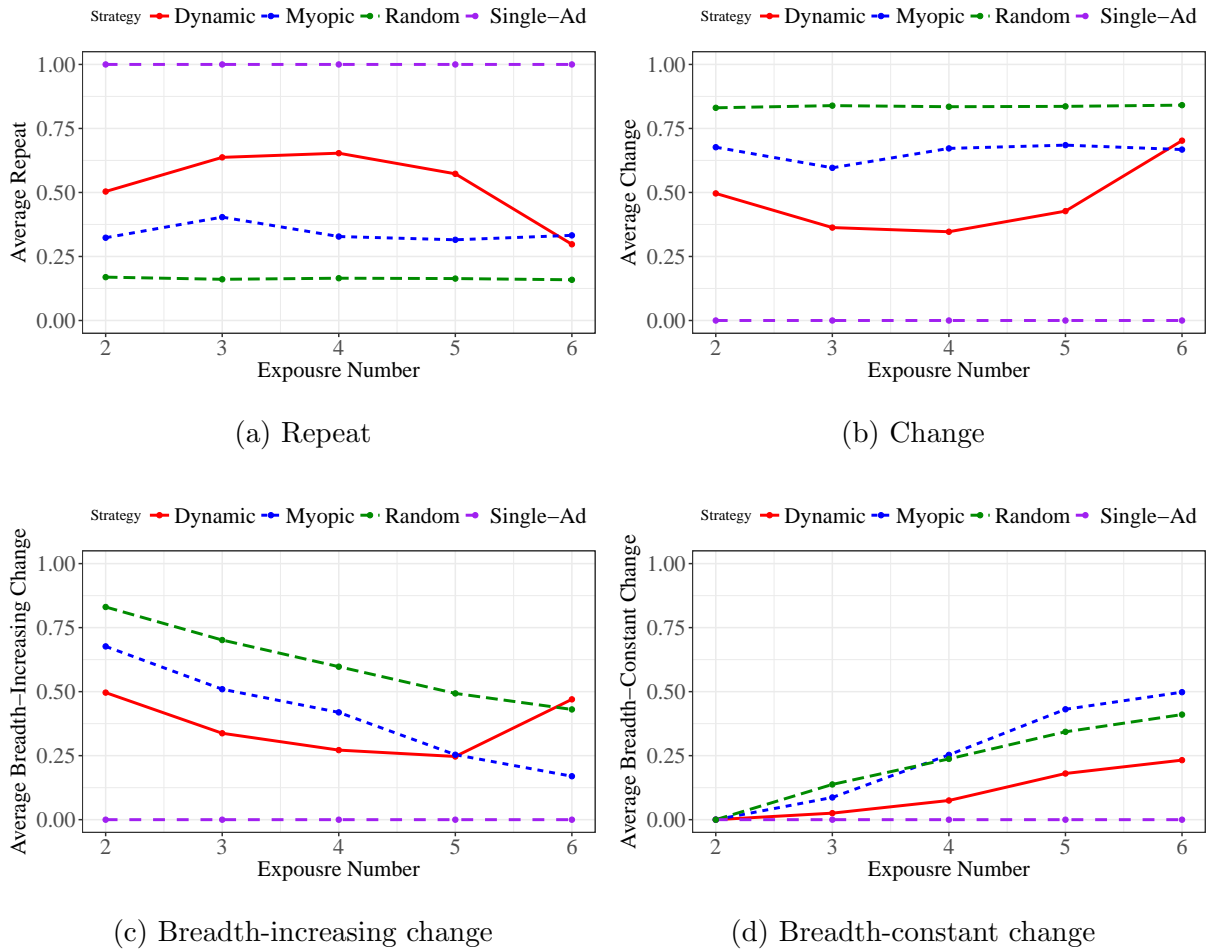 Strategy Dynamic Myopic Random Single−Ad
1.00
0.75
0.50
0.25
0.00
Average Repeat
2 3 4 5 6
Expousre Number
(a) Repeat
Strategy Dynamic Myopic Random Single−Ad
1.00
0.75
0.50
0.25
0.00
Average Change
2 3 4 5 6
Expousre Number
(b) Change
Strategy Dynamic Myopic Random Single−Ad
1.00
0.75
0.50
0.25
0.00
Average Breadth−Increasing Change
2 3 4 5 6
Expousre Number
(c) Breadth-increasing change
Strategy Dynamic Myopic Random Single−Ad
1.00
0.75
0.50
0.25
0.00
Average Breadth−Constant Change
2 3 4 5 6
Expousre Number
(d) Breadth-constant change